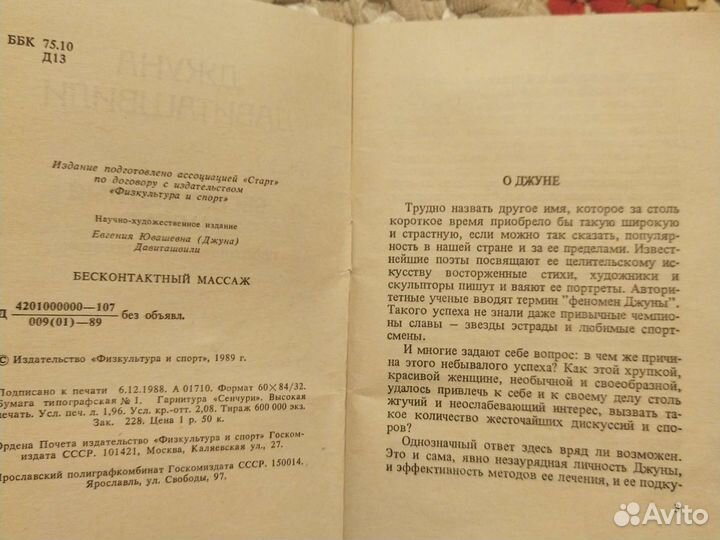 ББК 75.10
Д13
Издание подготовлено ассоциацией «Старт»
по договору с издательством
«Физкультура и спорт»
Научно-художественное издание
Евгения Ювашевна (Джуна)
Давиташвили
БЕСКОНТАКТНЫЙ МАССАЖ
Д 4201000000—107
009(01)—89 без объявл.
© Издательство «Физкультура и спорт», 1989 г.
Подписано к печати 6.12.1988. А 01710. Формат 60×84/32.
Бумага типографская № 1. Гарнитура «Сенчури». Высокая
печать. Усл. печ. л. 1,96. Усл. кр.-отт. 2,08. Тираж 600 000 экз.
Зак. 228. Цена 1 р. 50 к.
Ордена Почета издательство «Физкультура и спорт» Госком-
издата СССР. 101421, Москва, Каляевская ул., 27.
Ярославский полиграфкомбинат Госкомиздата СССР. 150014,
Ярославль, ул. Свободы, 97.
О ДЖУНЕ
Трудно назвать другое имя, которое за столь
короткое время приобрело бы такую широкую
и страстную, если можно так сказать, популяр-
ность в нашей стране и за ее пределами. Извест-
нейшие поэты посвящают ее целительскому
искусству восторженные стихи, художники и
скульпторы пишут и ваяют ее портреты. Автори-
тетные ученые вводят термин "феномен Джуны".
Такого успеха не знали даже привычные чемпио-
ны славы — звезды эстрады и любимые спорт-
смены.
И многие задают себе вопрос: в чем же причи-
на этого небывалого успеха? Как этой хрупкой,
красивой женщине, необычной и своеобразной,
удалось привлечь к себе и к своему делу столь
жгучий и неослабевающий интерес, вызвать та-
кое количество жесточайших дискуссий и спо-
ров?
Однозначный ответ здесь вряд ли возможен.
Это и сама, явно незаурядная личность Джуны,
и эффективность методов ее лечения, и ее подку-
Avito